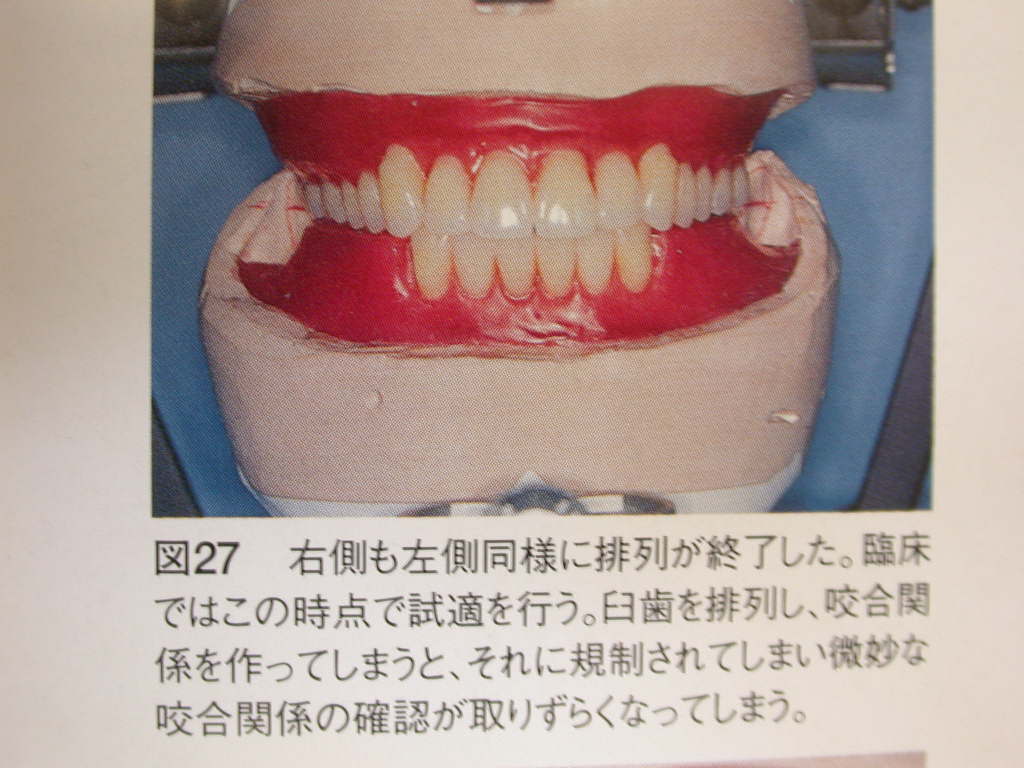 図27　右側も左側同様に排列が終了した。臨床
ではこの時点で試適を行う。臼歯を排列し、咬合関
係を作ってしまうと、それに規制されてしまい微妙な
咬合関係の確認が取りずらくなってしまう。